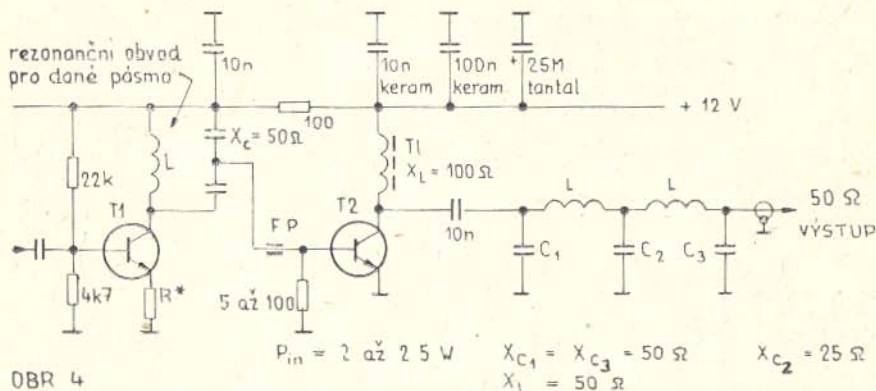 rezonanční obvod
pro dané pásmo
10n
10n
keram
100n
keram
+ 25M
tantal
100
+ 12 V
Xc = 50Ω
L
22k
T1
Tl
XL = 100 Ω
T2
FP
10n
L
L
50 Ω
VÝSTUP
C1
C2
C3
4k7
R*
5 až 100
Pin = 2 až 2.5 W
XC1 = XC3 = 50 Ω
XC2 = 25 Ω
XL = 50 Ω
OBR 4